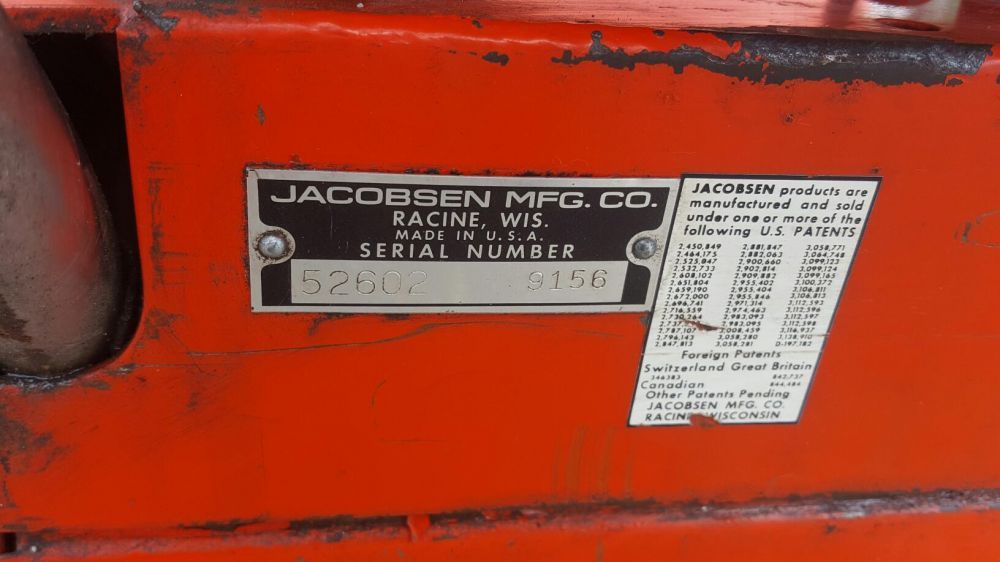 JACOBSEN MFG. CO.
RACINE, WIS.
MADE IN U.S.A.
SERIAL NUMBER
52602 9156
JACOBSEN products are
manufactured and sold
under one or more of the
following U.S. PATENTS
2,450,849 2,881,847 3,058,771
2,464,175 2,882,063 3,064,748
2,525,847 2,900,660 3,099,123
2,532,733 2,902,814 3,099,124
2,608,102 2,909,882 3,099,165
2,651,804 2,955,402 3,100,372
2,659,190 2,955,404 3,106,811
2,672,000 2,955,846 3,106,813
2,696,741 2,971,314 3,112,593
2,716,559 2,974,463 3,112,596
2,730,264 2,983,093 3,112,597
2,983,095 3,112,598
2,787,107 3,008,459 3,116,937
2,796,143 3,058,280 3,138,910
2,847,813 3,058,281 D-197,182
Foreign Patents
Switzerland Great Britain
346383 842,737
Canadian 844,484
Other Patents Pending
JACOBSEN MFG. CO.
RACINE, WISCONSIN